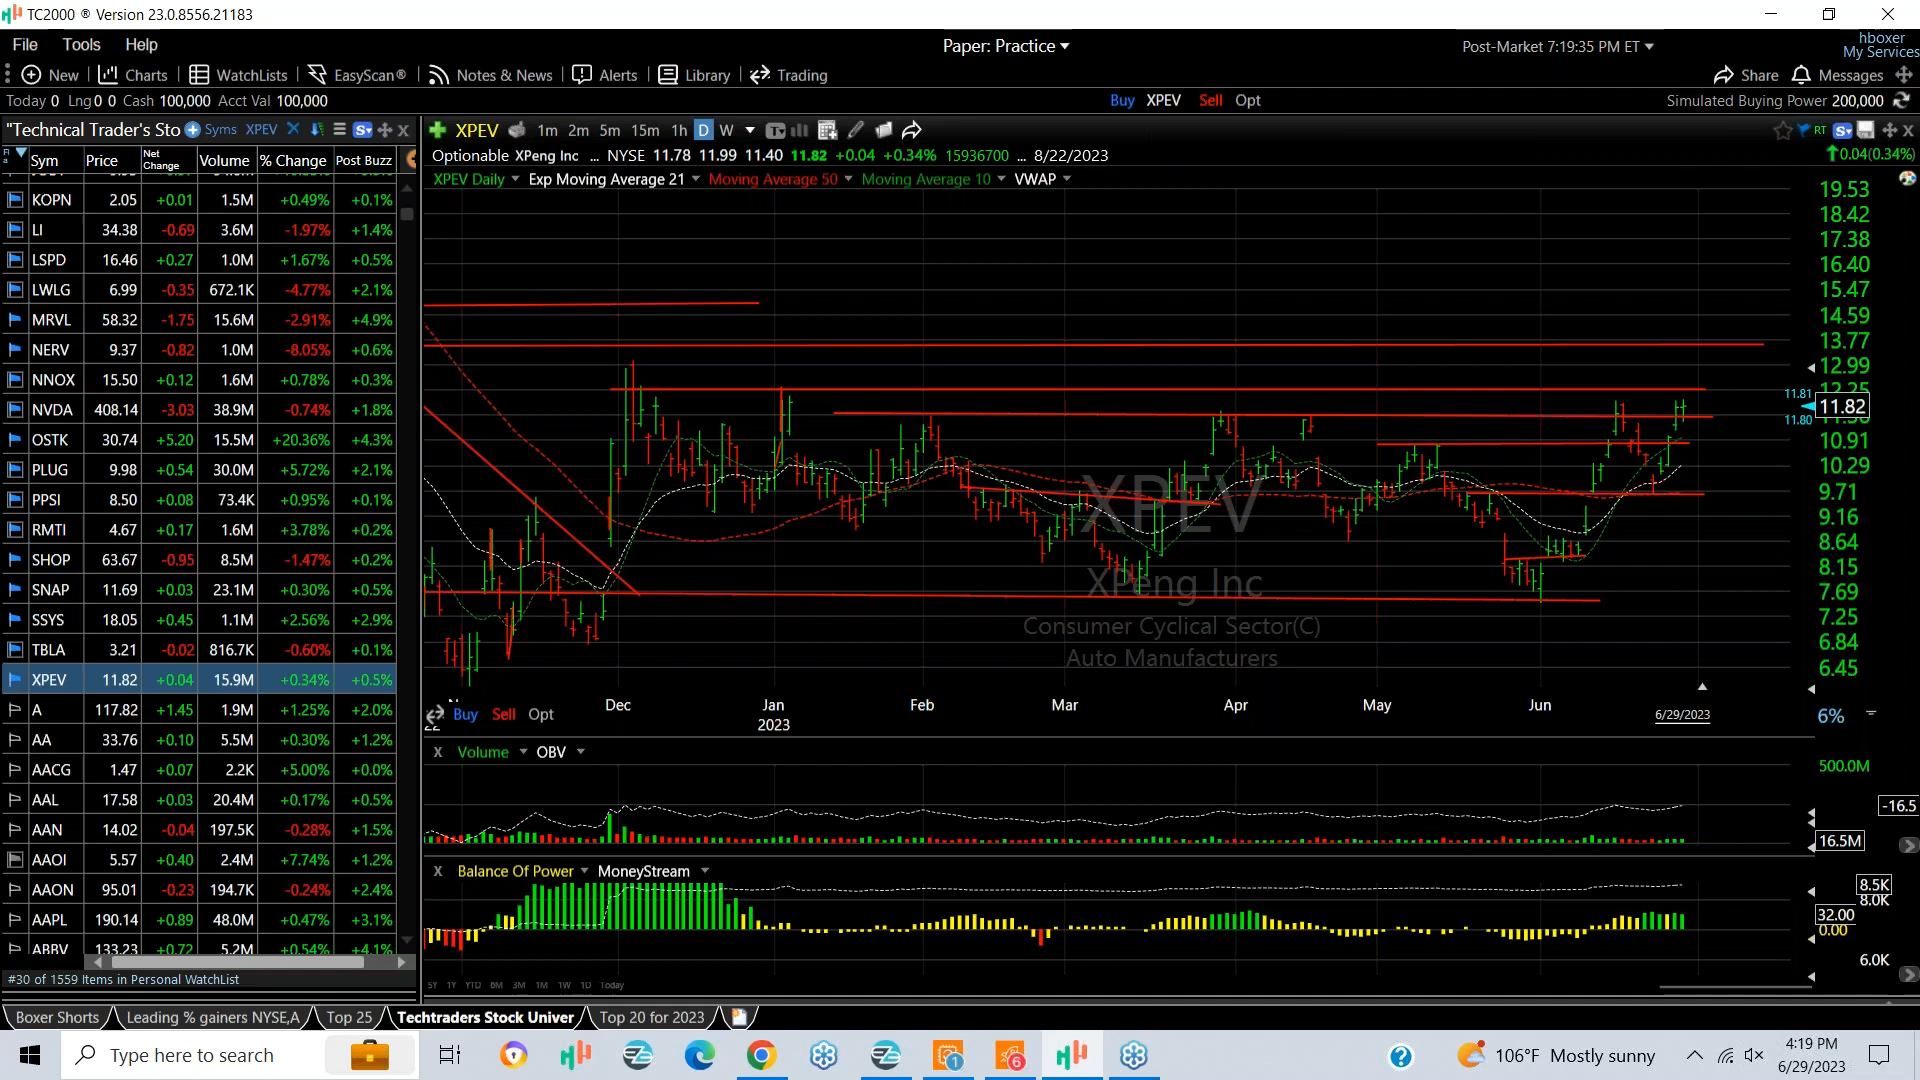 TC2000 ® Version 23.0.8556.21183
File Tools Help
Paper: Practice
Post-Market 7:19:35 PM ET
hboxer
My Services
New Charts WatchLists EasyScan® Notes & News Alerts Library Trading
Share Messages
Today 0 Lng 0 0 Cash 100,000 Acct Val 100,000
Buy XPEV Sell Opt
Simulated Buying Power 200,000
"Technical Trader's Sto Syms XPEV
XPEV 1m 2m 5m 15m 1h D W
RT
Sym Price Net Change Volume % Change Post Buzz
Optionable XPeng Inc ... NYSE 11.78 11.99 11.40 11.82 +0.04 +0.34% 15936700 ... 8/22/2023
0.04(0.34%)
XPEV Daily Exp Moving Average 21 Moving Average 50 Moving Average 10 VWAP
KOPN 2.05 +0.01 1.5M +0.49% +0.1%
LI 34.38 -0.69 3.6M -1.97% +1.4%
LSPD 16.46 +0.27 1.0M +1.67% +0.5%
LWLG 6.99 -0.35 672.1K -4.77% +2.1%
MRVL 58.32 -1.75 15.6M -2.91% +4.9%
NERV 9.37 -0.82 1.0M -8.05% +0.6%
NNOX 15.50 +0.12 1.6M +0.78% +0.3%
NVDA 408.14 -3.03 38.9M -0.74% +1.8%
OSTK 30.74 +5.20 15.5M +20.36% +4.3%
PLUG 9.98 +0.54 30.0M +5.72% +2.1%
PPSI 8.50 +0.08 73.4K +0.95% +0.1%
RMTI 4.67 +0.17 1.6M +3.78% +0.2%
SHOP 63.67 -0.95 8.5M -1.47% +0.2%
SNAP 11.69 +0.03 23.1M +0.30% +0.5%
SSYS 18.05 +0.45 1.1M +2.56% +2.9%
TBLA 3.21 -0.02 816.7K -0.60% +0.1%
XPEV 11.82 +0.04 15.9M +0.34% +0.5%
A 117.82 +1.45 1.9M +1.25% +2.0%
AA 33.76 +0.10 5.5M +0.30% +1.2%
AACG 1.47 +0.07 2.2K +5.00% +0.0%
AAL 17.58 +0.03 20.4M +0.17% +0.5%
AAN 14.02 -0.04 197.5K -0.28% +1.5%
AAOI 5.57 +0.40 2.4M +7.74% +1.2%
AAON 95.01 -0.23 194.7K -0.24% +2.4%
AAPL 190.14 +0.89 48.0M +0.47% +3.1%
ABBV 133.23 +0.72 5.2M +0.54% +4.1%
#30 of 1559 Items in Personal WatchList
19.53
18.42
17.38
16.40
15.47
14.59
13.77
12.99
12.25
11.81
11.82
11.80
10.91
10.29
9.71
9.16
8.64
8.15
7.69
7.25
6.84
6.45
XPEV
XPeng Inc
Consumer Cyclical Sector(C)
Auto Manufacturers
Dec Jan Feb Mar Apr May Jun
22 2023 6/29/2023
Buy Sell Opt
6%
X Volume OBV
500.0M
-16.5
16.5M
X Balance Of Power MoneyStream
8.5K
8.0K
32.00
0.00
6.0K
5Y 1Y YTD 6M 3M 1M 1W 1D Today
Boxer Shorts Leading % gainers NYSE,A Top 25 Techtraders Stock Univer Top 20 for 2023
Type here to search
1
6
106°F Mostly sunny
4:19 PM
6/29/2023